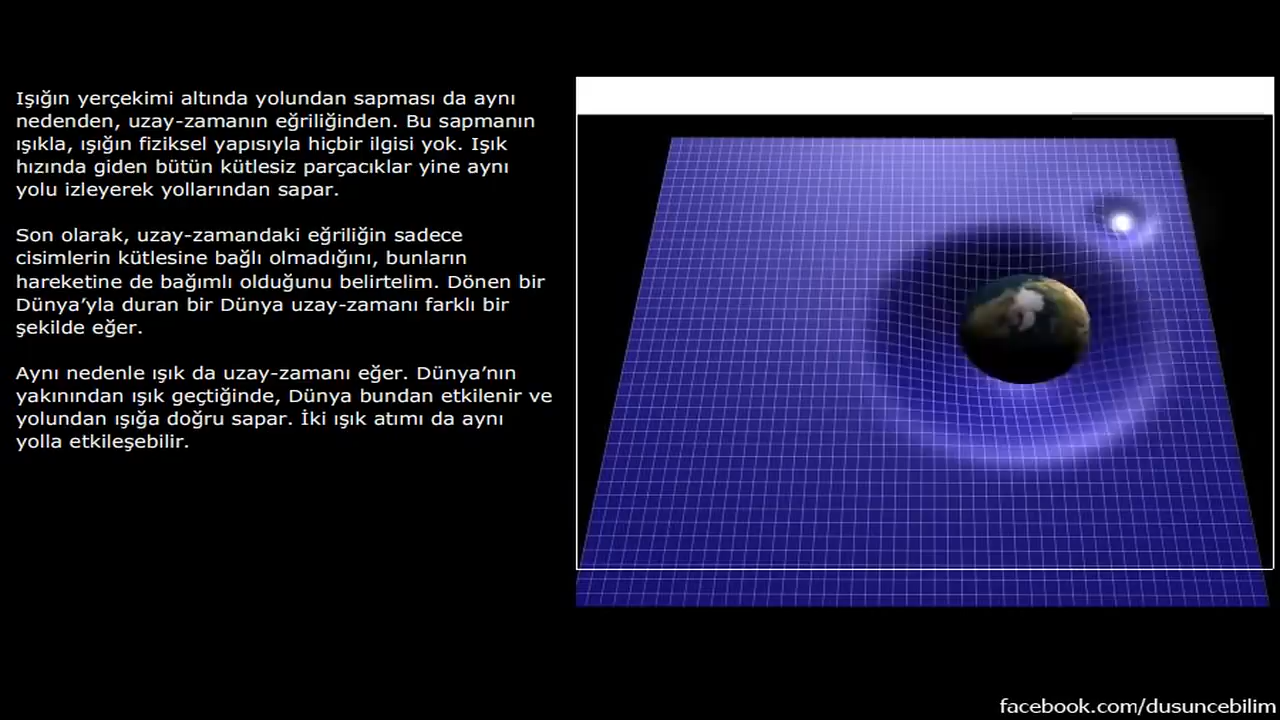 Işığın yerçekimi altında yolundan sapması da aynı
nedenden, uzay-zamanın eğriliğinden. Bu sapmanın
ışıkla, ışığın fiziksel yapısıyla hiçbir ilgisi yok. Işık
hızında giden bütün kütlesiz parçacıklar yine aynı
yolu izleyerek yollarından sapar.
Son olarak, uzay-zamandaki eğriliğin sadece
cisimlerin kütlesine bağlı olmadığını, bunların
hareketine de bağımlı olduğunu belirtelim. Dönen bir
Dünya’yla duran bir Dünya uzay-zamanı farklı bir
şekilde eğer.
Aynı nedenle ışık da uzay-zamanı eğer. Dünya’nın
yakınından ışık geçtiğinde, Dünya bundan etkilenir ve
yolundan ışığa doğru sapar. İki ışık atımı da aynı
yolla etkileşebilir.
facebook.com/dusuncebilim